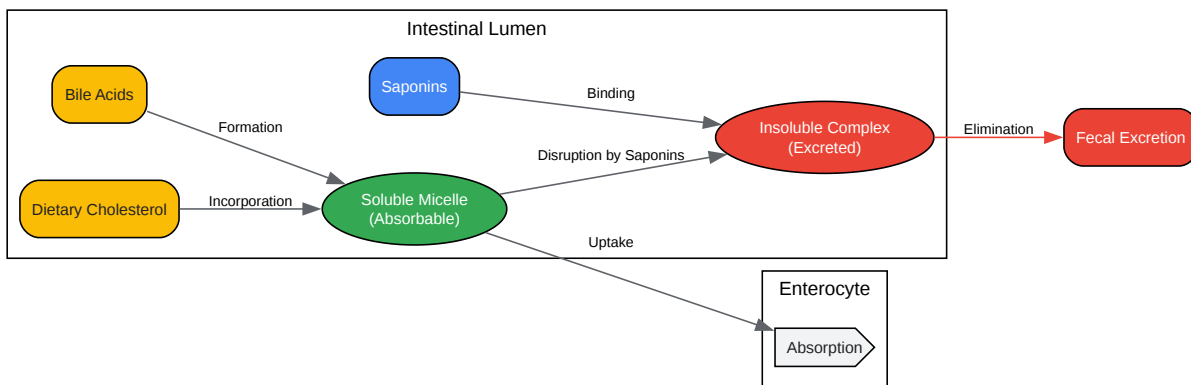 Intestinal Lumen
Bile Acids
Saponins
Binding
Formation
Insoluble Complex
(Excreted)
Elimination
Fecal Excretion
Disruption by Saponins
Dietary Cholesterol
Incorporation
Soluble Micelle
(Absorbable)
Uptake
Enterocyte
Absorption